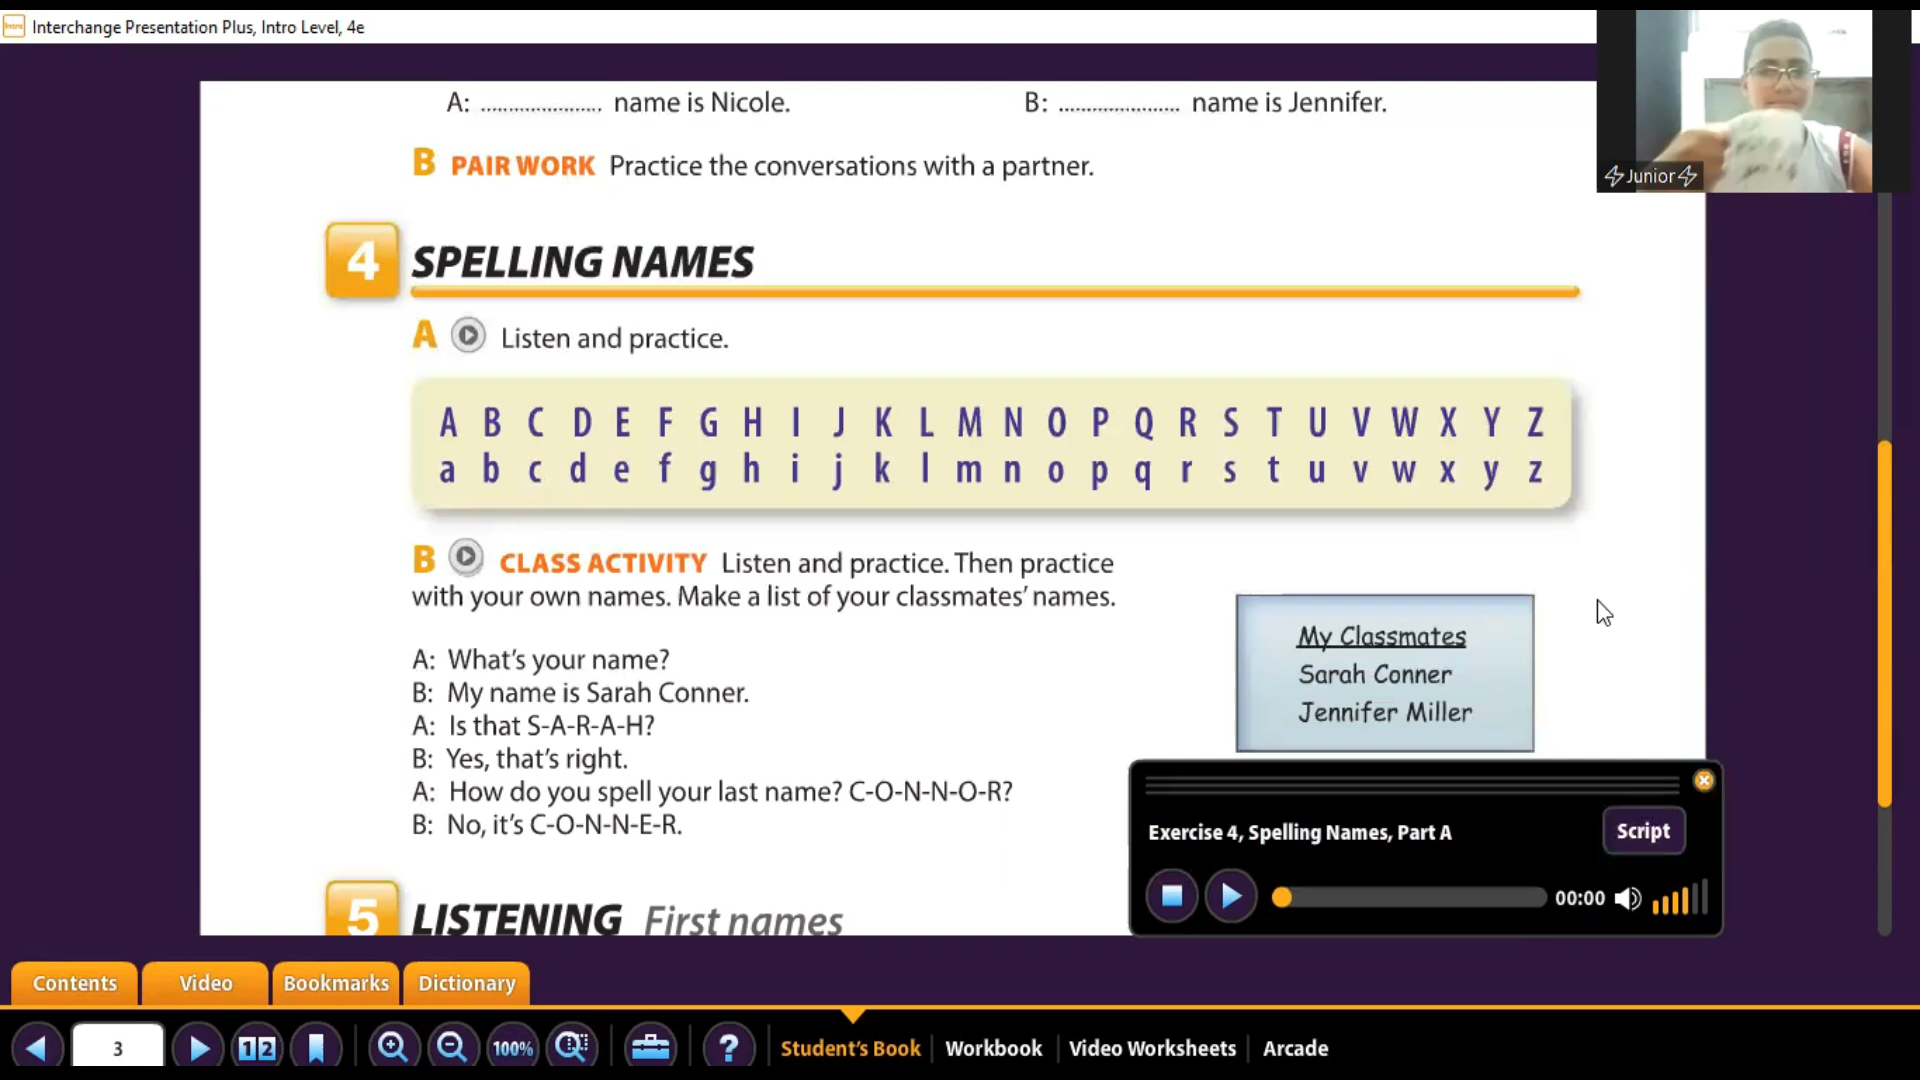 Interchange Presentation Plus, Intro Level, 4e
A: ...................... name is Nicole. B: ...................... name is Jennifer.
B PAIR WORK Practice the conversations with a partner.
Junior
4 SPELLING NAMES
A Listen and practice.
A B C D E F G H I J K L M N O P Q R S T U V W X Y Z
a b c d e f g h i j k l m n o p q r s t u v w x y z
B CLASS ACTIVITY Listen and practice. Then practice
with your own names. Make a list of your classmates’ names.
A: What’s your name?
B: My name is Sarah Conner.
A: Is that S-A-R-A-H?
B: Yes, that’s right.
A: How do you spell your last name? C-O-N-N-O-R?
B: No, it’s C-O-N-N-E-R.
My Classmates
Sarah Conner
Jennifer Miller
Exercise 4, Spelling Names, Part A
Script
00:00
5 LISTENING First names
Contents Video Bookmarks Dictionary
3 12 100% ? Student’s Book Workbook Video Worksheets Arcade